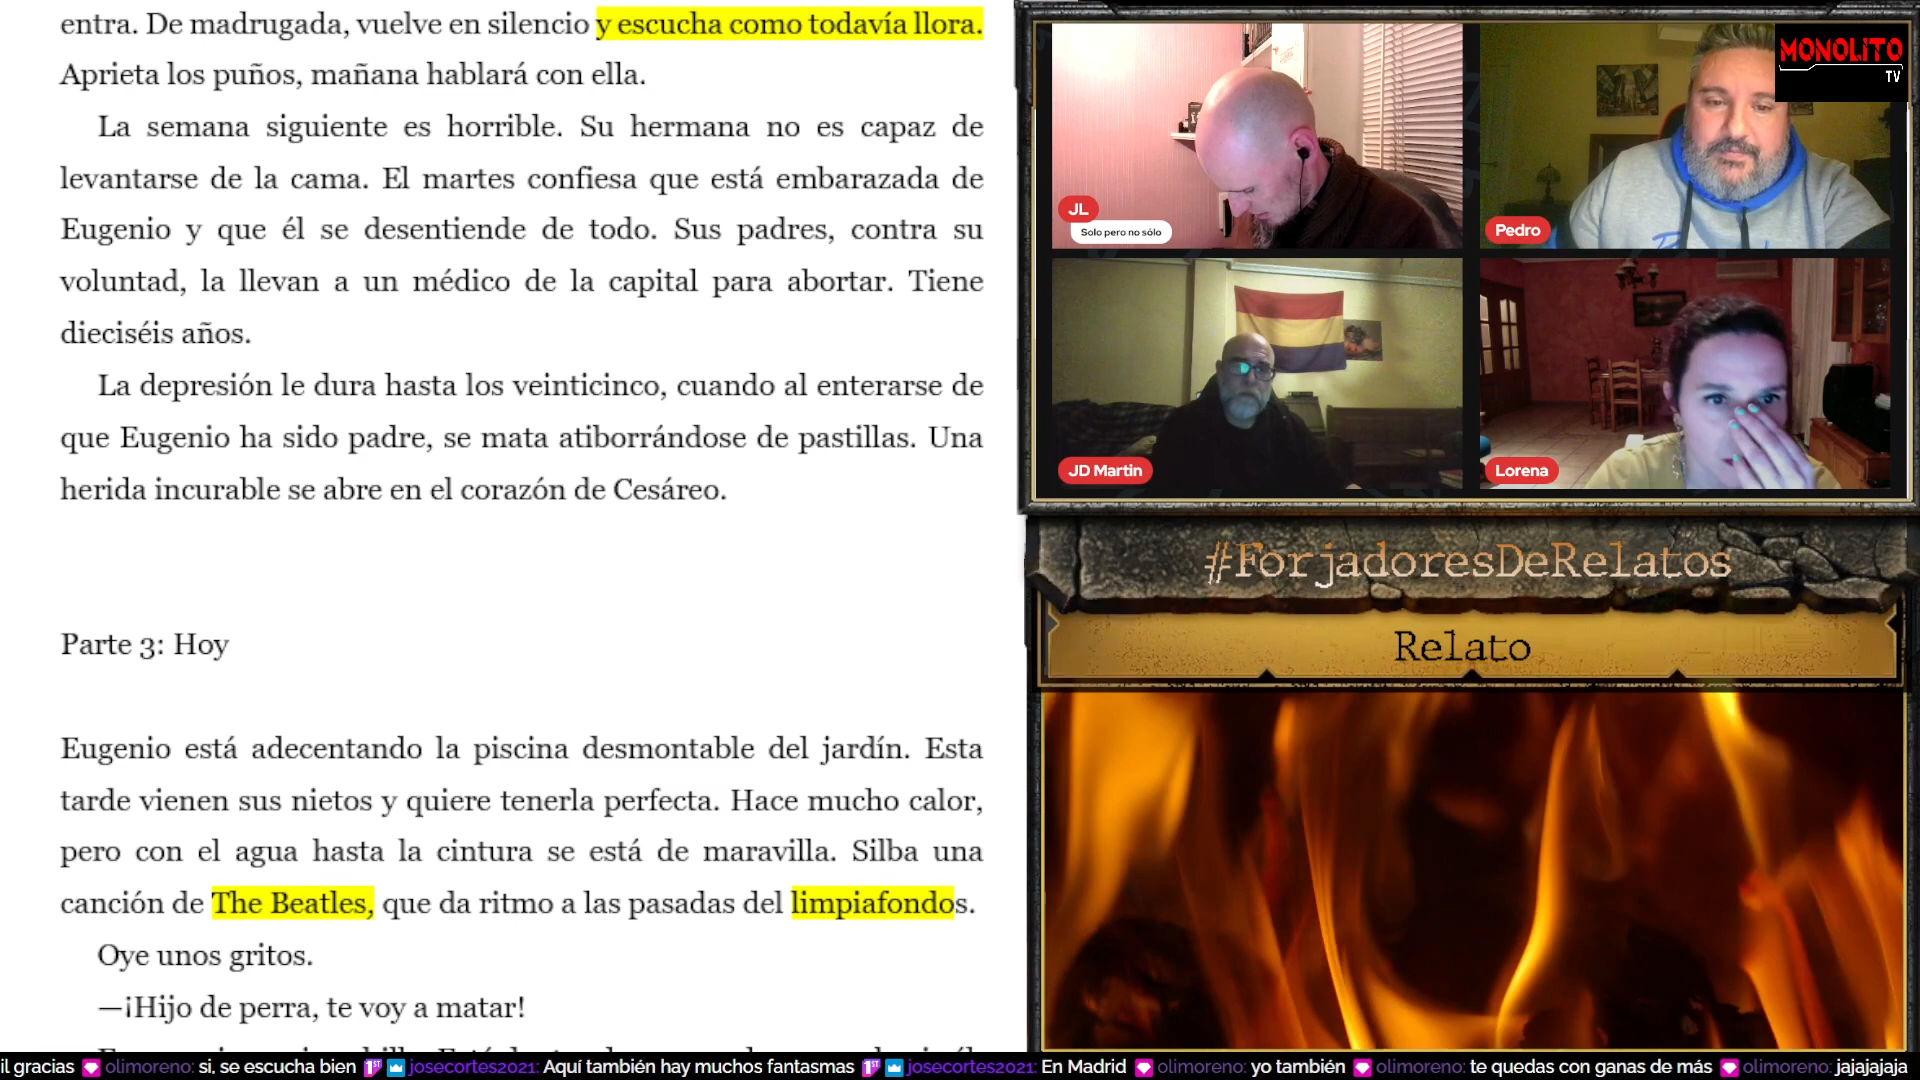 entra. De madrugada, vuelve en silencio y escucha como todavía llora.
Aprieta los puños, mañana hablará con ella.
La semana siguiente es horrible. Su hermana no es capaz de
levantarse de la cama. El martes confiesa que está embarazada de
Eugenio y que él se desentiende de todo. Sus padres, contra su
voluntad, la llevan a un médico de la capital para abortar. Tiene
dieciséis años.
La depresión le dura hasta los veinticinco, cuando al enterarse de
que Eugenio ha sido padre, se mata atiborrándose de pastillas. Una
herida incurable se abre en el corazón de Cesáreo.
Parte 3: Hoy
Eugenio está adecentando la piscina desmontable del jardín. Esta
tarde vienen sus nietos y quiere tenerla perfecta. Hace mucho calor,
pero con el agua hasta la cintura se está de maravilla. Silba una
canción de The Beatles, que da ritmo a las pasadas del limpiafondos.
Oye unos gritos.
—¡Hijo de perra, te voy a matar!
MONOLITO
TV
JL
Solo pero no sólo
Pedro
JD Martin
Lorena
#ForjadoresDeRelatos
Relato
il gracias olimoreno: si, se escucha bien 1ST josecortes2021: Aquí también hay muchos fantasmas 1ST josecortes2021: En Madrid olimoreno: yo también olimoreno: te quedas con ganas de más olimoreno: jajajajaja